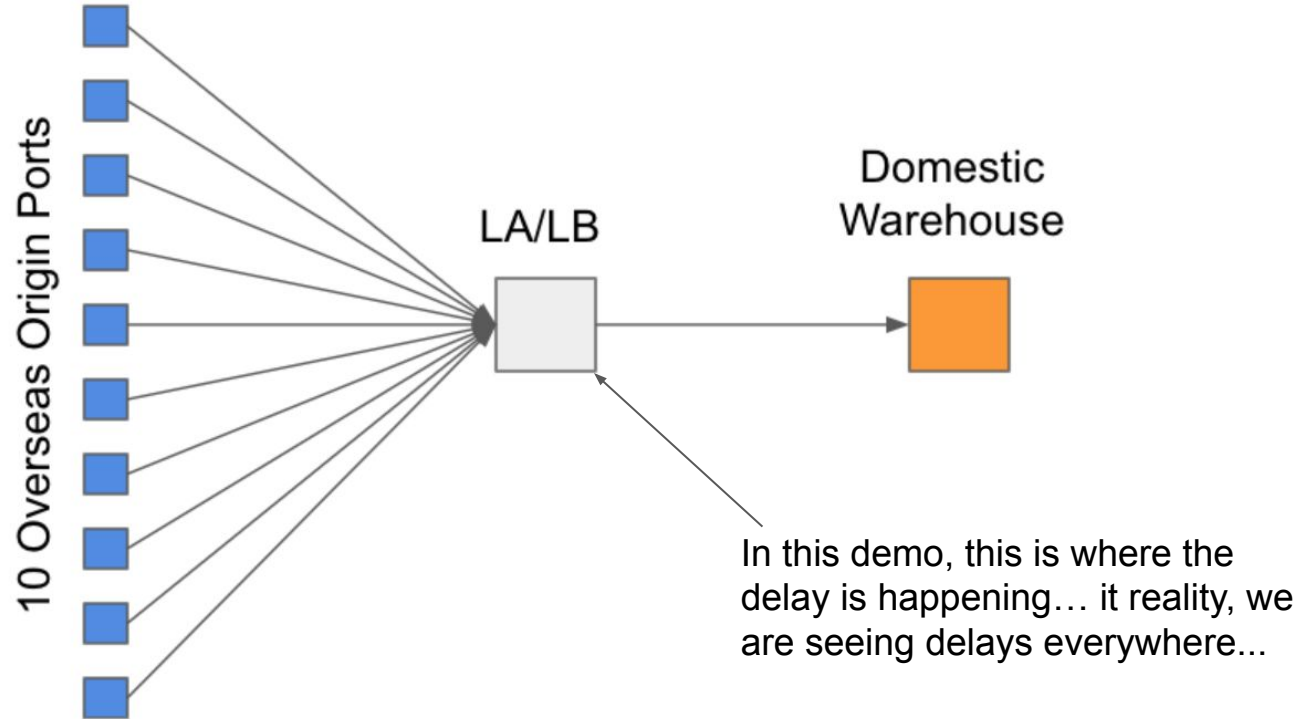 10 Overseas Origin Ports
LA/LB
Domestic
Warehouse
In this demo, this is where the
delay is happening… it reality, we
are seeing delays everywhere...